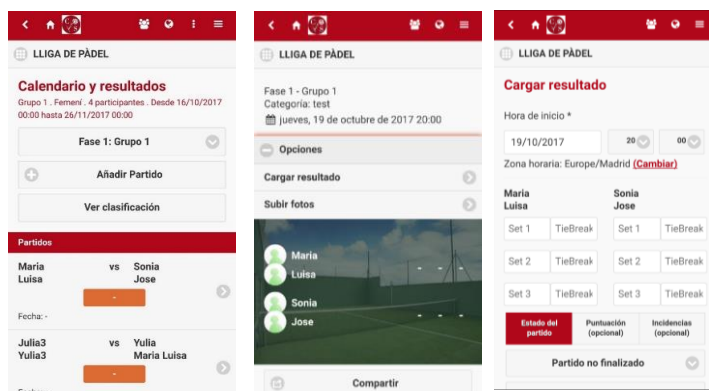 LLIGA DE PÀDEL
Calendario y resultados
Grupo 1 . Femení . 4 participantes . Desde 16/10/2017
00:00 hasta 26/11/2017 00:00
Fase 1: Grupo 1
Añadir Partido
Ver clasificación
Partidos
Maria vs Sonia
Luisa Jose
-
Fecha: -
Julia3 vs Yulia
Yulia3 Maria Luisa
-
LLIGA DE PÀDEL
Fase 1 - Grupo 1
Categoría: test
jueves, 19 de octubre de 2017 20:00
Opciones
Cargar resultado
Subir fotos
Maria
Luisa
- - -
Sonia
Jose
- - -
Compartir
LLIGA DE PÀDEL
Cargar resultado
Hora de inicio *
19/10/2017 20 00
Zona horaria: Europe/Madrid (Cambiar)
Maria Sonia
Luisa Jose
Set 1 TieBreak Set 1 TieBreak
Set 2 TieBreak Set 2 TieBreak
Set 3 TieBreak Set 3 TieBreak
Estado del partido
Puntuación (opcional)
Incidencias (opcional)
Partido no finalizado